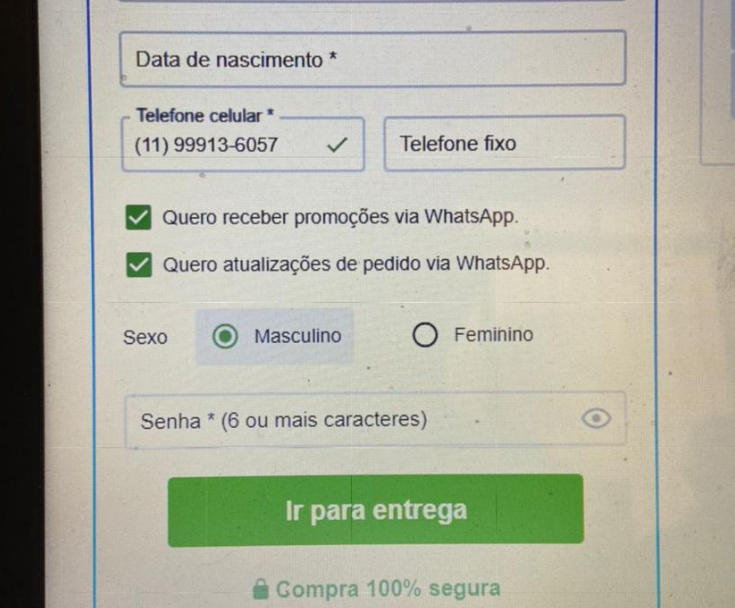 Data de nascimento *
Telefone celular *
(11) 99913-6057
Telefone fixo
Quero receber promoções via WhatsApp.
Quero atualizações de pedido via WhatsApp.
Sexo Masculino Feminino
Senha * (6 ou mais caracteres)
Ir para entrega
Compra 100% segura